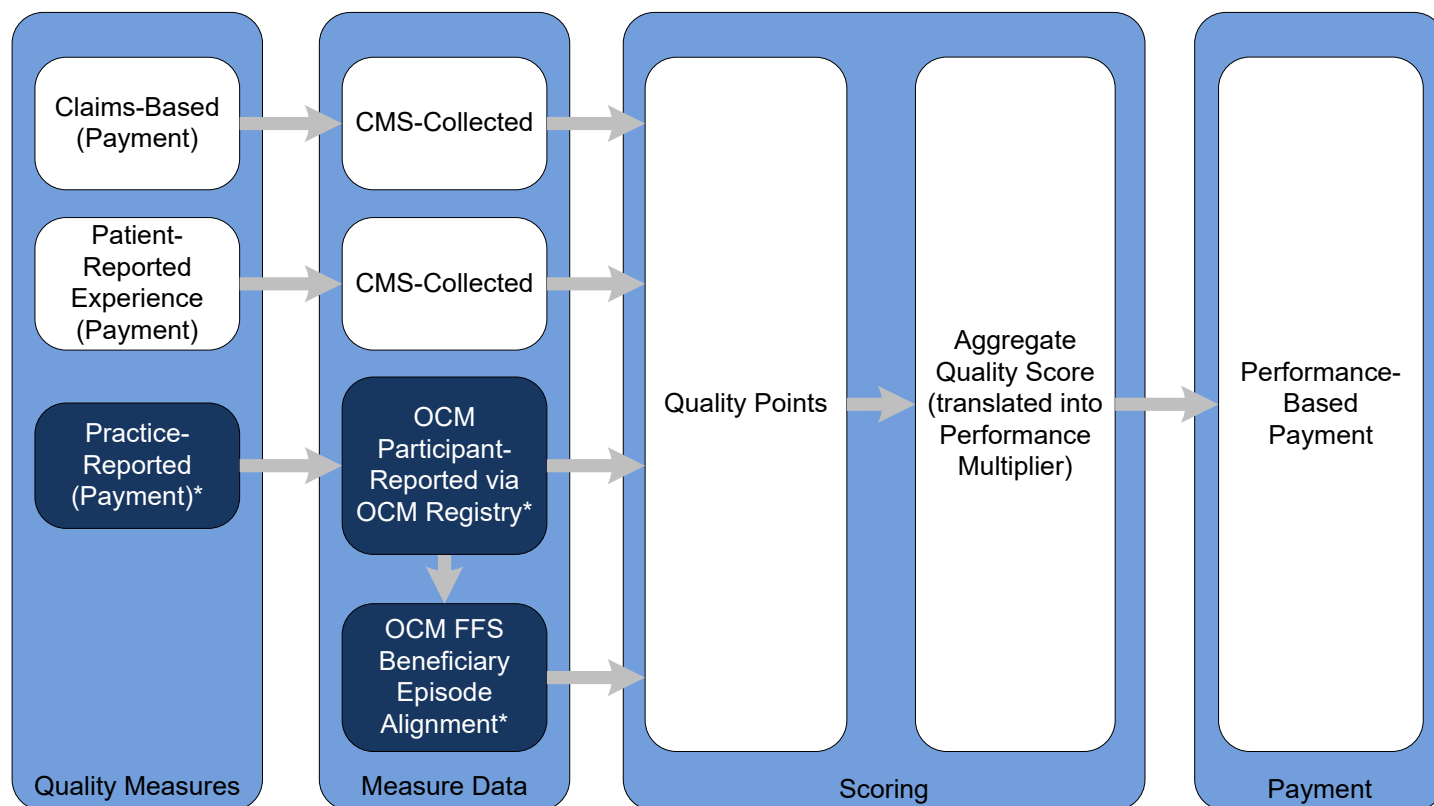 Claims-Based
(Payment)
Patient-
Reported
Experience
(Payment)
Practice-
Reported
(Payment)*
Quality Measures
CMS-Collected
CMS-Collected
OCM
Participant-
Reported via
OCM Registry*
OCM FFS
Beneficiary
Episode
Alignment*
Measure Data
Quality Points
Aggregate
Quality Score
(translated into
Performance
Multiplier)
Scoring
Performance-
Based
Payment
Payment